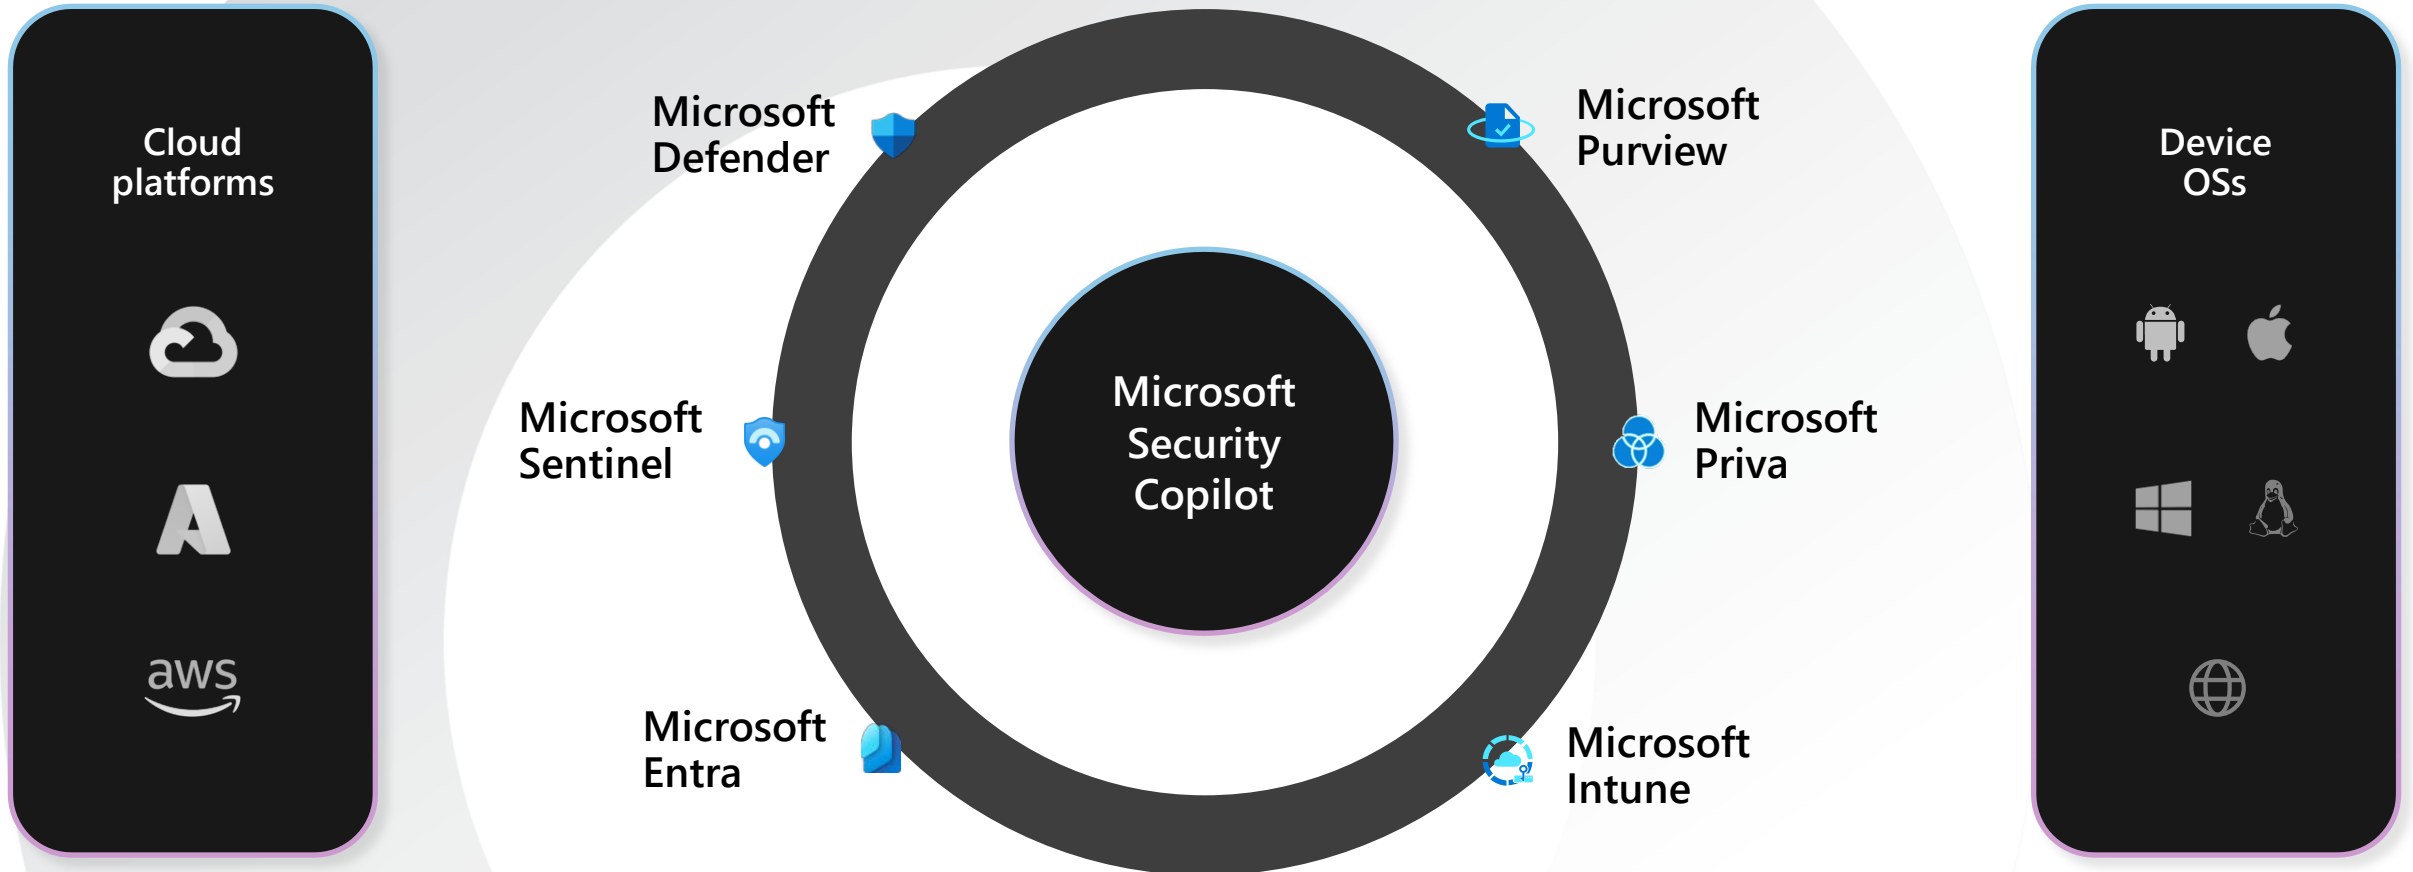 Cloud
platforms
aws
Microsoft
Defender
Microsoft
Sentinel
Microsoft
Entra
Microsoft
Security
Copilot
Microsoft
Purview
Microsoft
Priva
Microsoft
Intune
Device
OSs